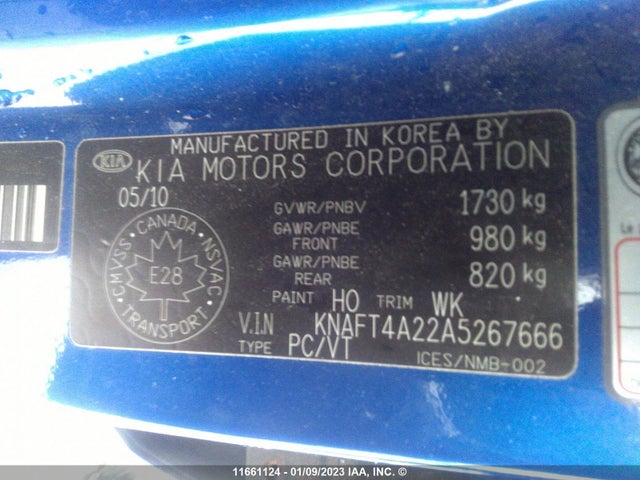 MANUFACTURED IN KOREA BY
KIA KIA MOTORS CORPORATION
05/10
GVWR/PNBV 1730 kg
GAWR/PNBE FRONT 980 kg
GAWR/PNBE REAR 820 kg
CANADA
CMVSS NSVAC
E28
TRANSPORT
PAINT HO TRIM WK
V.I.N KNAFT4A22A5267666
TYPE PC/VT
ICES/NMB-002
11661124 - 01/09/2023 IAA, INC. ©